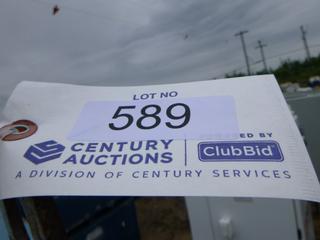 LOT NO
589
CENTURY AUCTIONS
ED BY
ClubBid
A DIVISION OF CENTURY SERVICES